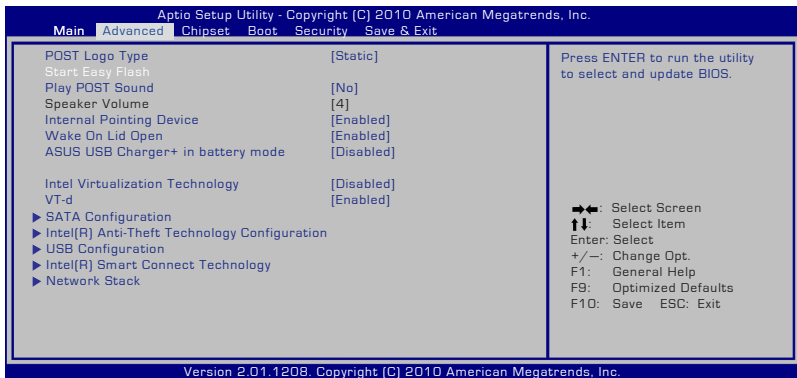 Aptio Setup Utility - Copyright (C) 2010 American Megatrends, Inc.
Main Advanced Chipset Boot Security Save & Exit
POST Logo Type [Static]
Start Easy Flash
Play POST Sound [No]
Speaker Volume [4]
Internal Pointing Device [Enabled]
Wake On Lid Open [Enabled]
ASUS USB Charger+ in battery mode [Disabled]
Intel Virtualization Technology [Disabled]
VT-d [Enabled]
SATA Configuration
Intel(R) Anti-Theft Technology Configuration
USB Configuration
Intel(R) Smart Connect Technology
Network Stack
Press ENTER to run the utility
to select and update BIOS.
→←: Select Screen
↑↓: Select Item
Enter: Select
+/—: Change Opt.
F1: General Help
F9: Optimized Defaults
F10: Save ESC: Exit
Version 2.01.1208. Copyright (C) 2010 American Megatrends, Inc.